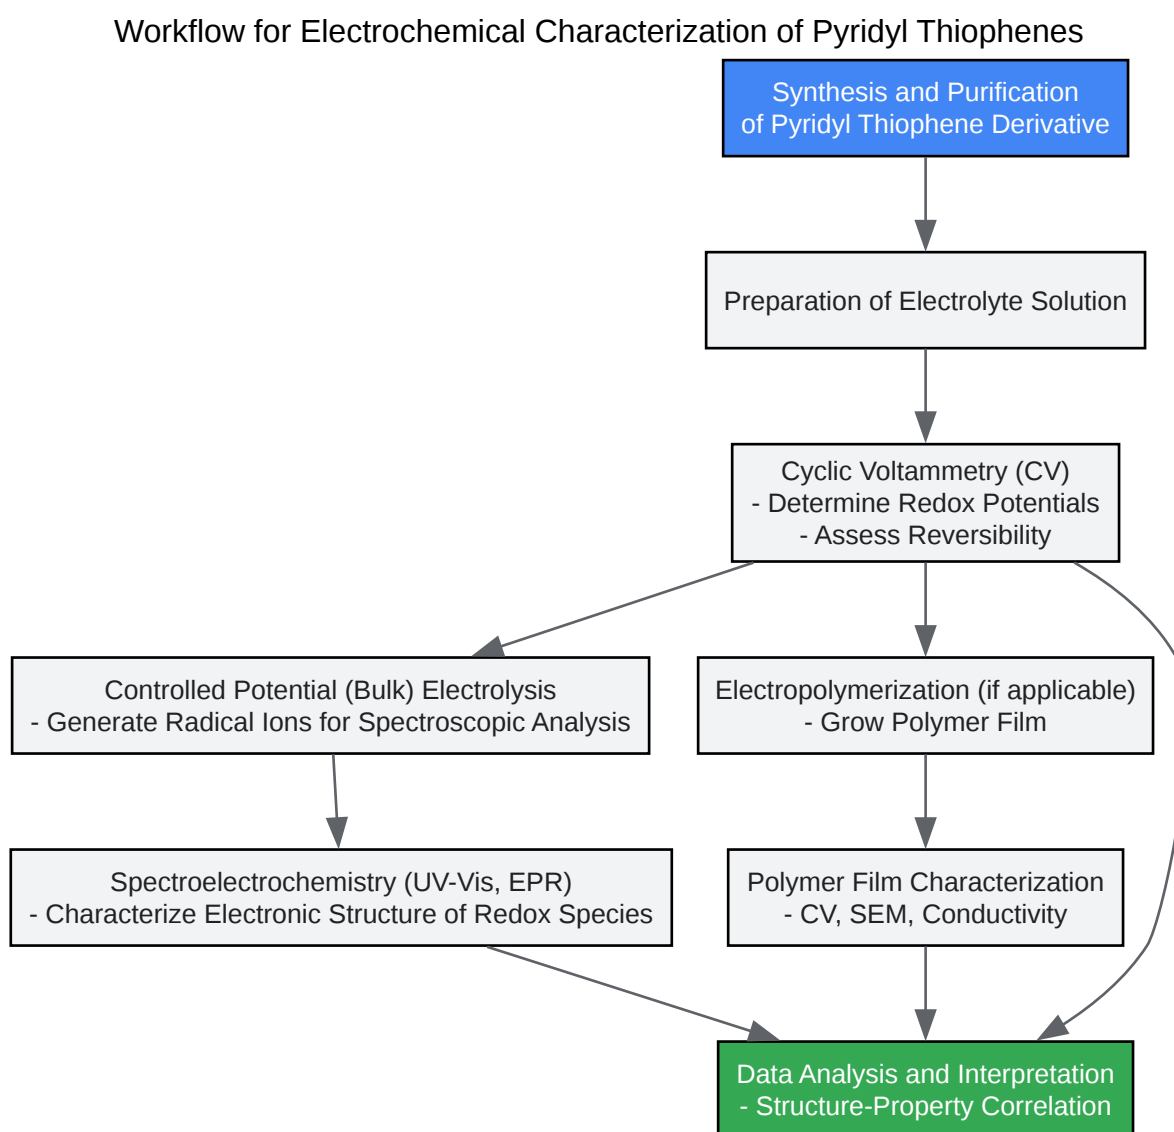 Workflow for Electrochemical Characterization of Pyridyl Thiophenes
Synthesis and Purification
of Pyridyl Thiophene Derivative
Preparation of Electrolyte Solution
Cyclic Voltammetry (CV)
- Determine Redox Potentials
- Assess Reversibility
Controlled Potential (Bulk) Electrolysis
- Generate Radical Ions for Spectroscopic Analysis
Electropolymerization (if applicable)
- Grow Polymer Film
Spectroelectrochemistry (UV-Vis, EPR)
- Characterize Electronic Structure of Redox Species
Polymer Film Characterization
- CV, SEM, Conductivity
Data Analysis and Interpretation
- Structure-Property Correlation